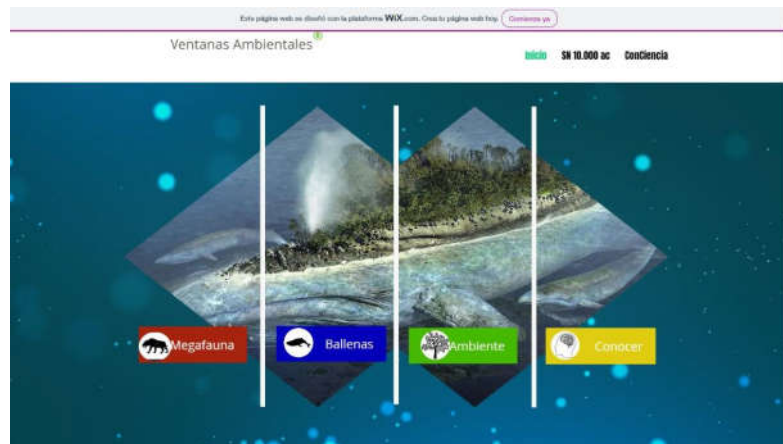 Esta página web se diseñó con la plataforma WiX.com. Crea tu página web hoy. Comienza ya
Ventanas Ambientales®
Inicio SN 10.000 ac ConCiencia
Megafauna Ballenas Ambiente Conocer